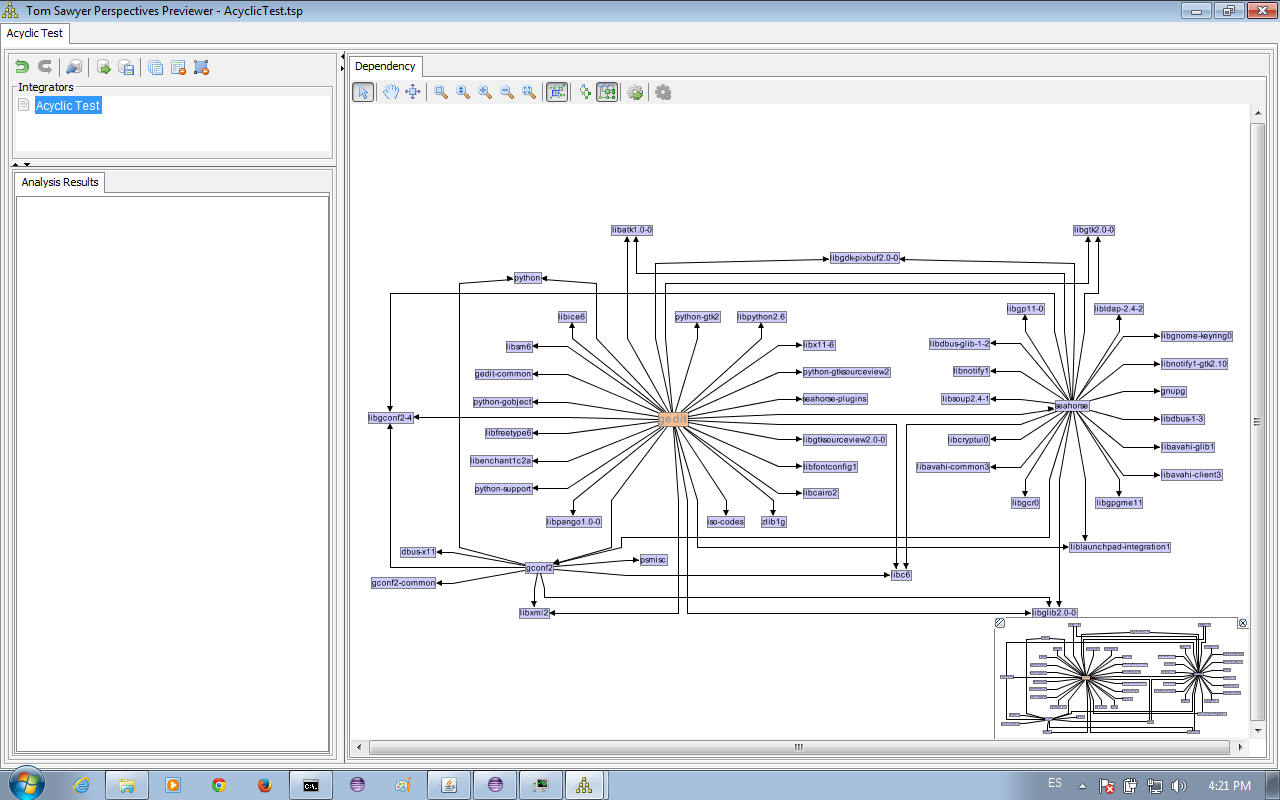 Tom Sawyer Perspectives Previewer - AcyclicTest.tsp
Acyclic Test
Integrators
Acyclic Test
Analysis Results
Dependency
libatk1.0-0
libgtk2.0-0
libgdk-pixbuf2.0-0
python
libgp11-0
libldap-2.4-2
libice6
python-gtk2
libpython2.6
libgnome-keyring0
libsm6
libx11-6
libdbus-glib-1-2
libnotify1-gtk2.10
gedit-common
python-gtksourceview2
libnotify1
gnupg
python-gobject
seahorse-plugins
libsoup2.4-1
seahorse
libgconf2-4
gedit
libdbus-1-3
libfreetype6
libgtksourceview2.0-0
libcryptui0
libavahi-glib1
libenchant1c2a
libfontconfig1
libavahi-common3
libavahi-client3
python-support
libcairo2
libgcr0
libgpgme11
libpango1.0-0
iso-codes
zlib1g
dbus-x11
psmisc
liblaunchpad-integration1
gconf2
libc6
gconf2-common
libxml2
libglib2.0-0
ES
4:21 PM